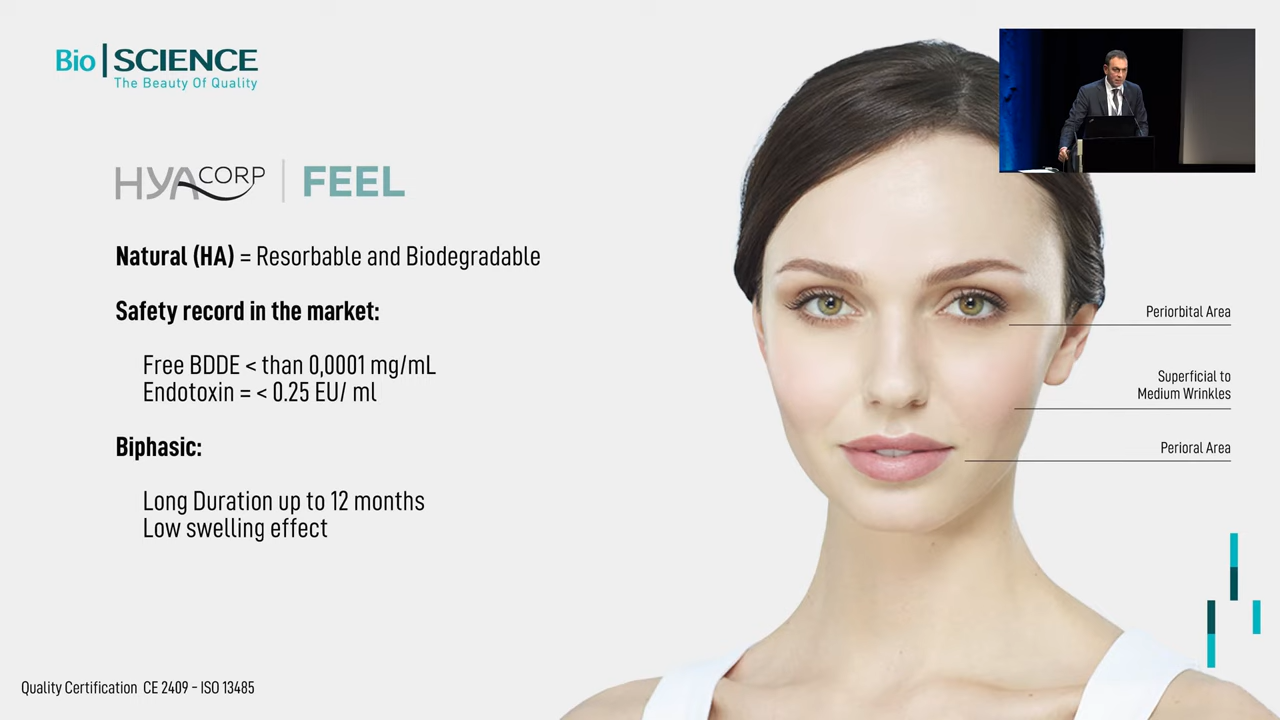 Bio|SCIENCE
The Beauty Of Quality
HYACORP | FEEL
Natural (HA) = Resorbable and Biodegradable
Safety record in the market:
Free BDDE < than 0,0001 mg/mL
Endotoxin = < 0.25 EU/ ml
Biphasic:
Long Duration up to 12 months
Low swelling effect
Periorbital Area
Superficial to
Medium Wrinkles
Perioral Area
Quality Certification CE 2409 - ISO 13485